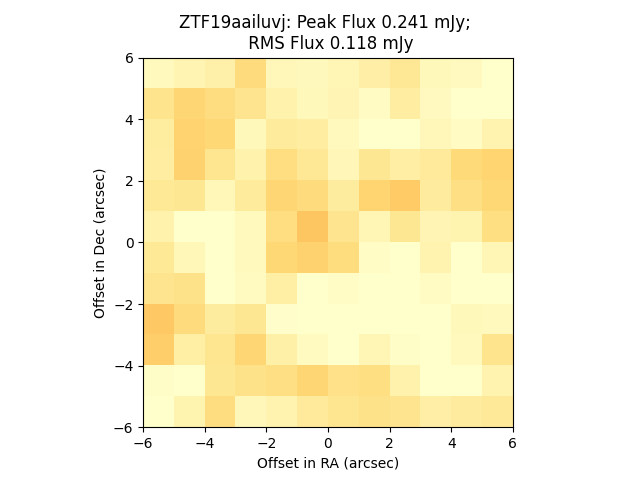 ZTF19aailuvj: Peak Flux 0.241 mJy;
RMS Flux 0.118 mJy
6
4
2
0
−2
−4
−6
Offset in Dec (arcsec)
−6 −4 −2 0 2 4 6
Offset in RA (arcsec)